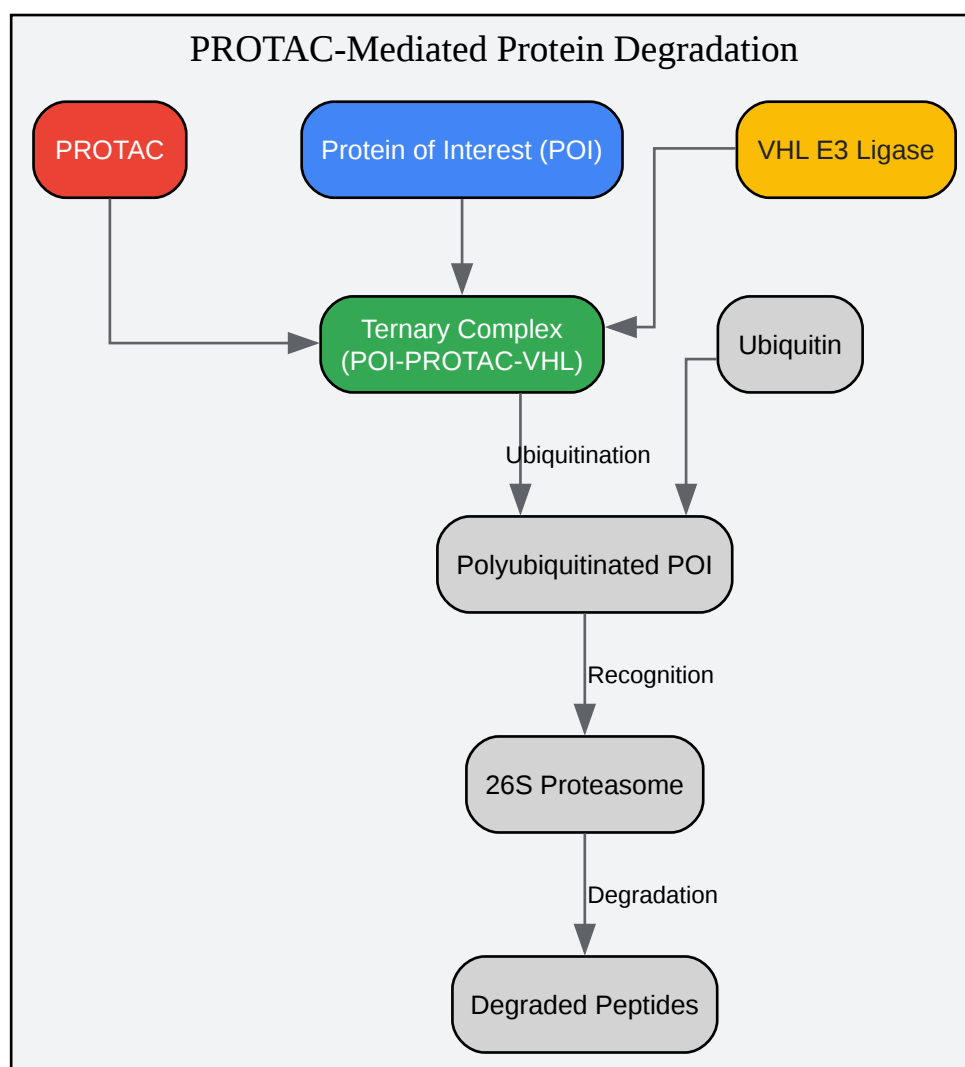 PROTAC-Mediated Protein Degradation
PROTAC
Protein of Interest (POI)
VHL E3 Ligase
Ternary Complex
(POI-PROTAC-VHL)
Ubiquitin
Ubiquitination
Polyubiquitinated POI
Recognition
26S Proteasome
Degradation
Degraded Peptides